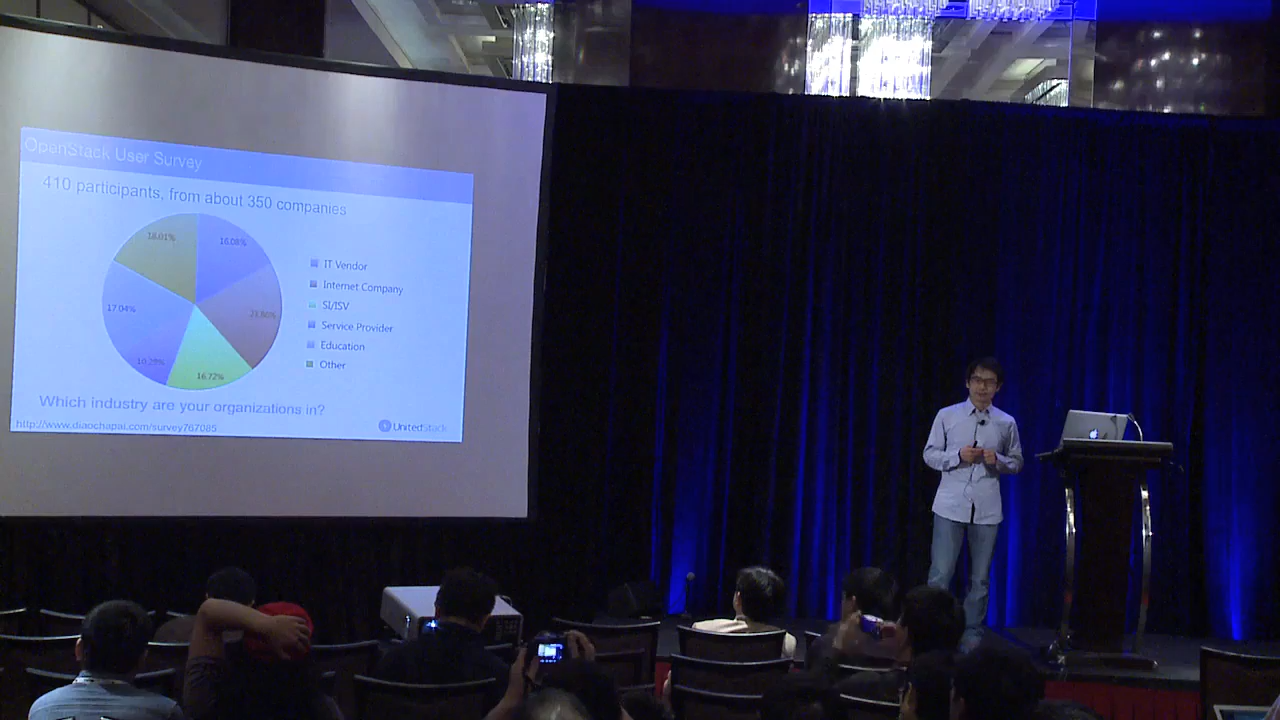 OpenStack User Survey
410 participants, from about 350 companies
18.01%
16.08%
17.04%
10.29%
16.72%
IT Vendor
Internet Company
SI/ISV
Service Provider
Education
Other
Which industry are your organizations in?
http://www.diaochapai.com/survey767085
UnitedStack